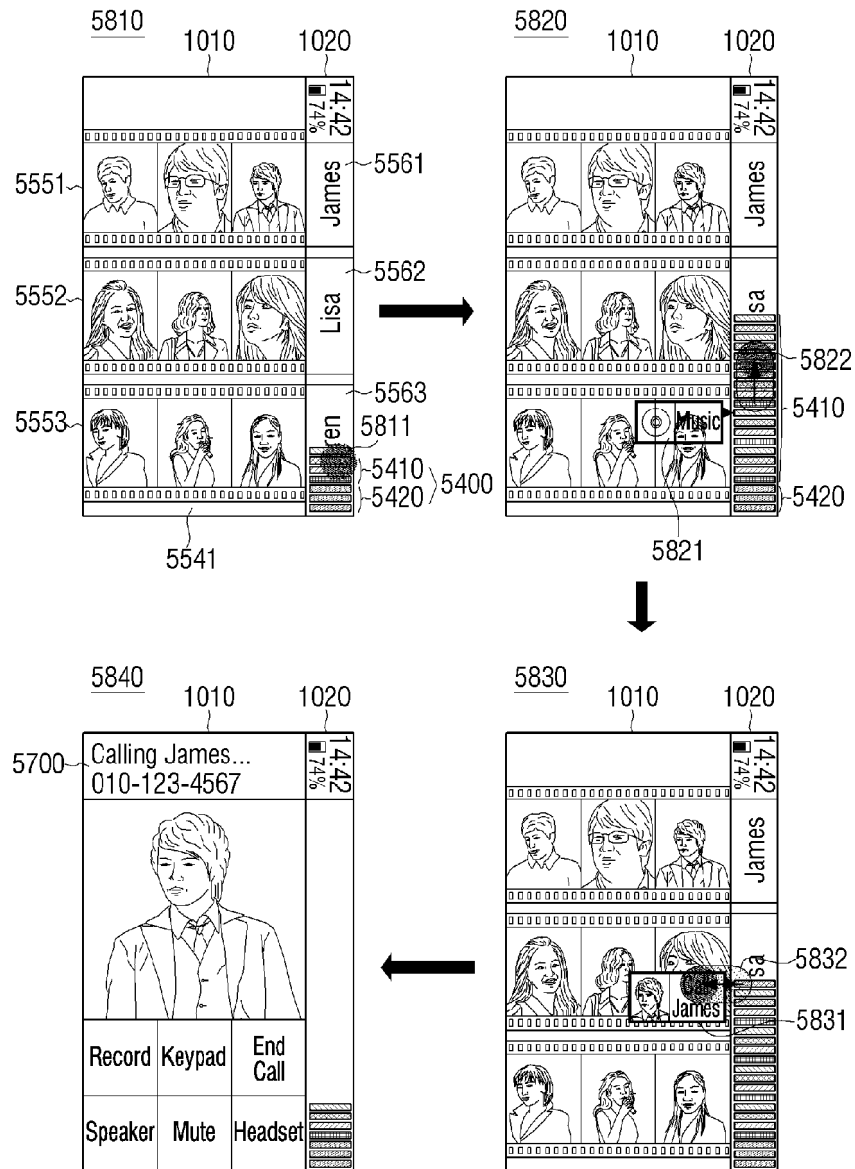 5810
1010
1020
14:42
74%
5551
James
5561
5552
Lisa
5562
5553
5563
ren
5811
5410
5420
5400
5541
5820
1010
1020
14:42
74%
James
sa
5822
Music
5410
5420
5821
5840
1010
1020
5700
Calling James...
010-123-4567
14:42
74%
Record
Keypad
End
Call
Speaker
Mute
Headset
5830
1010
1020
14:42
74%
James
sa
5832
Call
James
5831